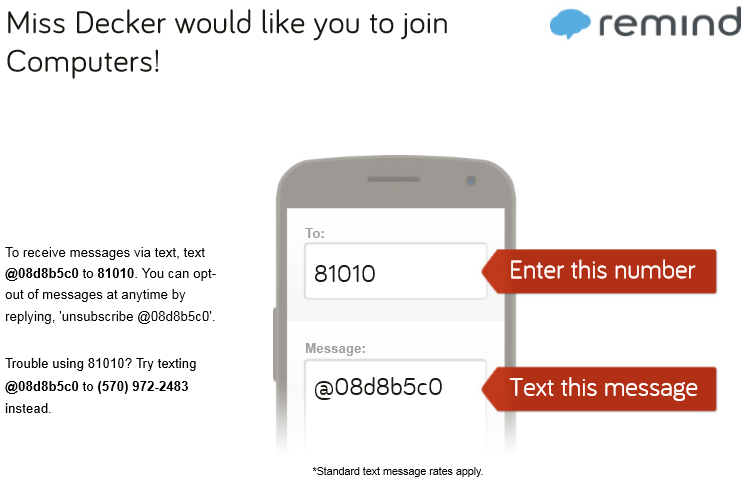 Miss Decker would like you to join
Computers!
remind
To receive messages via text, text
@08d8b5c0 to 81010. You can opt-
out of messages at anytime by
replying, 'unsubscribe @08d8b5c0'.
Trouble using 81010? Try texting
@08d8b5c0 to (570) 972-2483
instead.
To:
81010
Enter this number
Message:
@08d8b5c0
Text this message
*Standard text message rates apply.